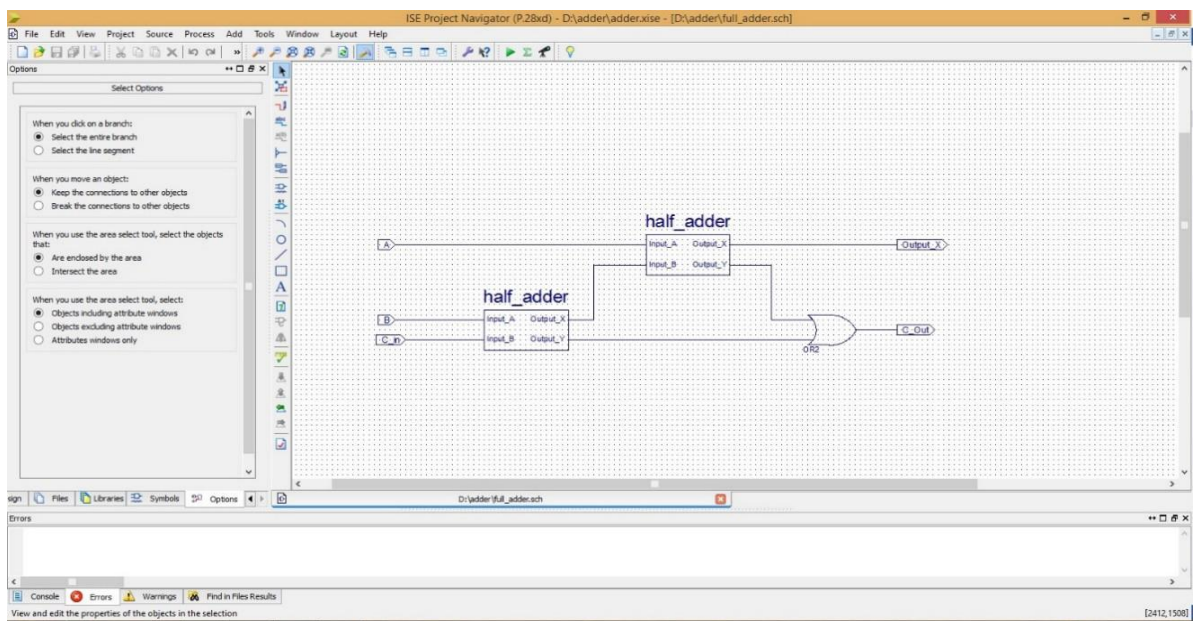 ISE Project Navigator (P.28xd) - D:\adder\adder.xise - [D:\adder\full_adder.sch]
File Edit View Project Source Process Add Tools Window Layout Help
Options
Select Options
When you click on a branch:
Select the entire branch
Select the line segment
When you move an object:
Keep the connections to other objects
Break the connections to other objects
When you use the area select tool, select the objects
that:
Are enclosed by the area
Intersect the area
When you use the area select tool, select:
Objects including attribute windows
Objects excluding attribute windows
Attributes windows only
half_adder
A
Input_A Output_X
Output_X
Input_B Output_Y
half_adder
B
Input_A Output_X
C_in
Input_B Output_Y
C_Out
OR2
sign Files Libraries Symbols Options
D:\adder\full_adder.sch
Errors
Console Errors Warnings Find in Files Results
View and edit the properties of the objects in the selection
[2412,1508]